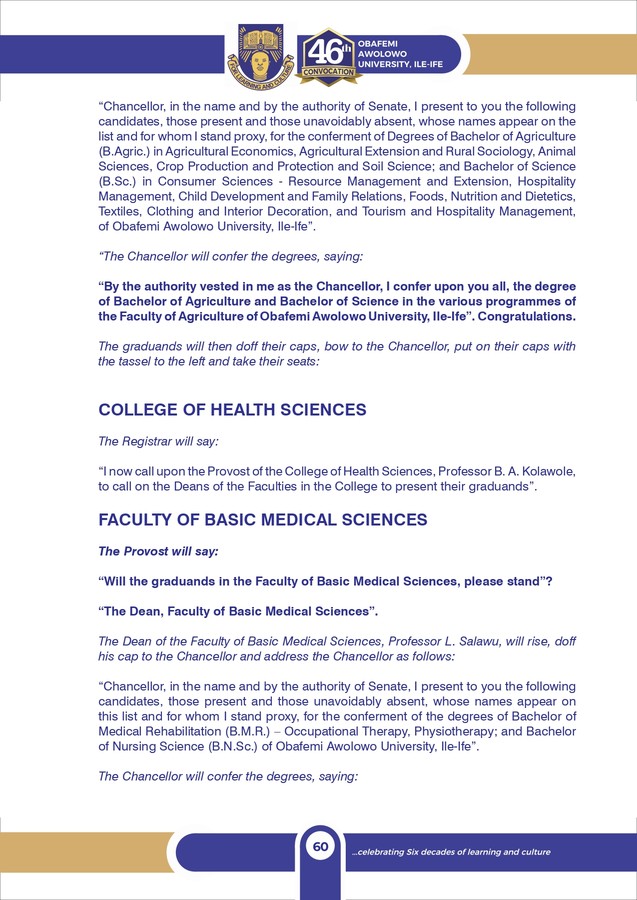 FOR LEARNING AND CULTURE
46th
CONVOCATION
OBAFEMI
AWOLOWO
UNIVERSITY, ILE-IFE
“Chancellor, in the name and by the authority of Senate, I present to you the following
candidates, those present and those unavoidably absent, whose names appear on the
list and for whom I stand proxy, for the conferment of Degrees of Bachelor of Agriculture
(B.Agric.) in Agricultural Economics, Agricultural Extension and Rural Sociology, Animal
Sciences, Crop Production and Protection and Soil Science; and Bachelor of Science
(B.Sc.) in Consumer Sciences - Resource Management and Extension, Hospitality
Management, Child Development and Family Relations, Foods, Nutrition and Dietetics,
Textiles, Clothing and Interior Decoration, and Tourism and Hospitality Management,
of Obafemi Awolowo University, Ile-Ife”.
“The Chancellor will confer the degrees, saying:
“By the authority vested in me as the Chancellor, I confer upon you all, the degree
of Bachelor of Agriculture and Bachelor of Science in the various programmes of
the Faculty of Agriculture of Obafemi Awolowo University, Ile-Ife”. Congratulations.
The graduands will then doff their caps, bow to the Chancellor, put on their caps with
the tassel to the left and take their seats:
COLLEGE OF HEALTH SCIENCES
The Registrar will say:
“I now call upon the Provost of the College of Health Sciences, Professor B. A. Kolawole,
to call on the Deans of the Faculties in the College to present their graduands”.
FACULTY OF BASIC MEDICAL SCIENCES
The Provost will say:
“Will the graduands in the Faculty of Basic Medical Sciences, please stand”?
“The Dean, Faculty of Basic Medical Sciences”.
The Dean of the Faculty of Basic Medical Sciences, Professor L. Salawu, will rise, doff
his cap to the Chancellor and address the Chancellor as follows:
“Chancellor, in the name and by the authority of Senate, I present to you the following
candidates, those present and those unavoidably absent, whose names appear on
this list and for whom I stand proxy, for the conferment of the degrees of Bachelor of
Medical Rehabilitation (B.M.R.) – Occupational Therapy, Physiotherapy; and Bachelor
of Nursing Science (B.N.Sc.) of Obafemi Awolowo University, Ile-Ife”.
The Chancellor will confer the degrees, saying:
60
...celebrating Six decades of learning and culture